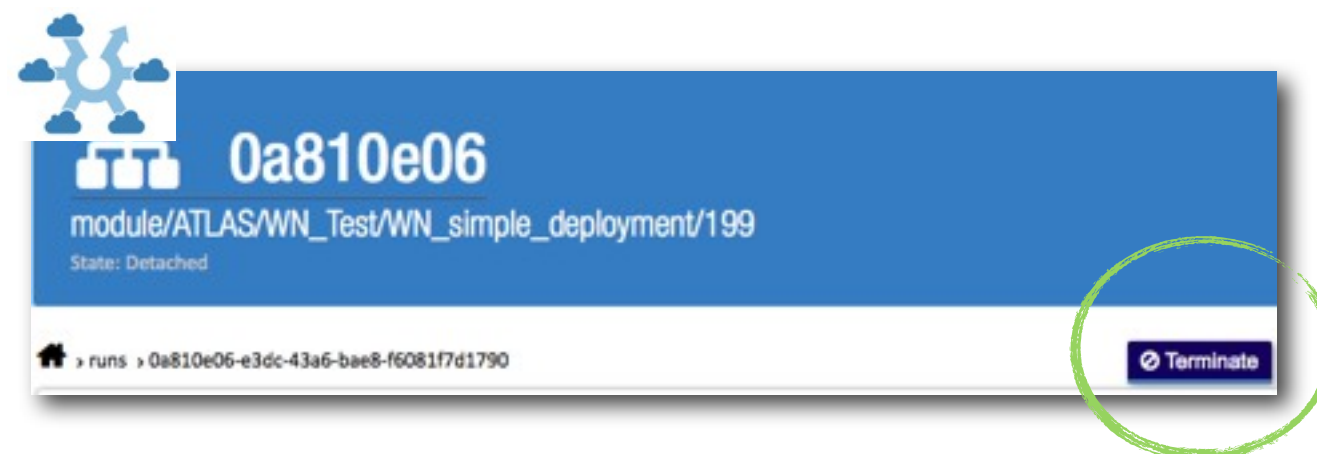 0a810e06
module/ATLAS/WN_Test/WN_simple_deployment/199
State: Detached
› runs › 0a810e06-e3dc-43a6-bae8-f6081f7d1790
Terminate